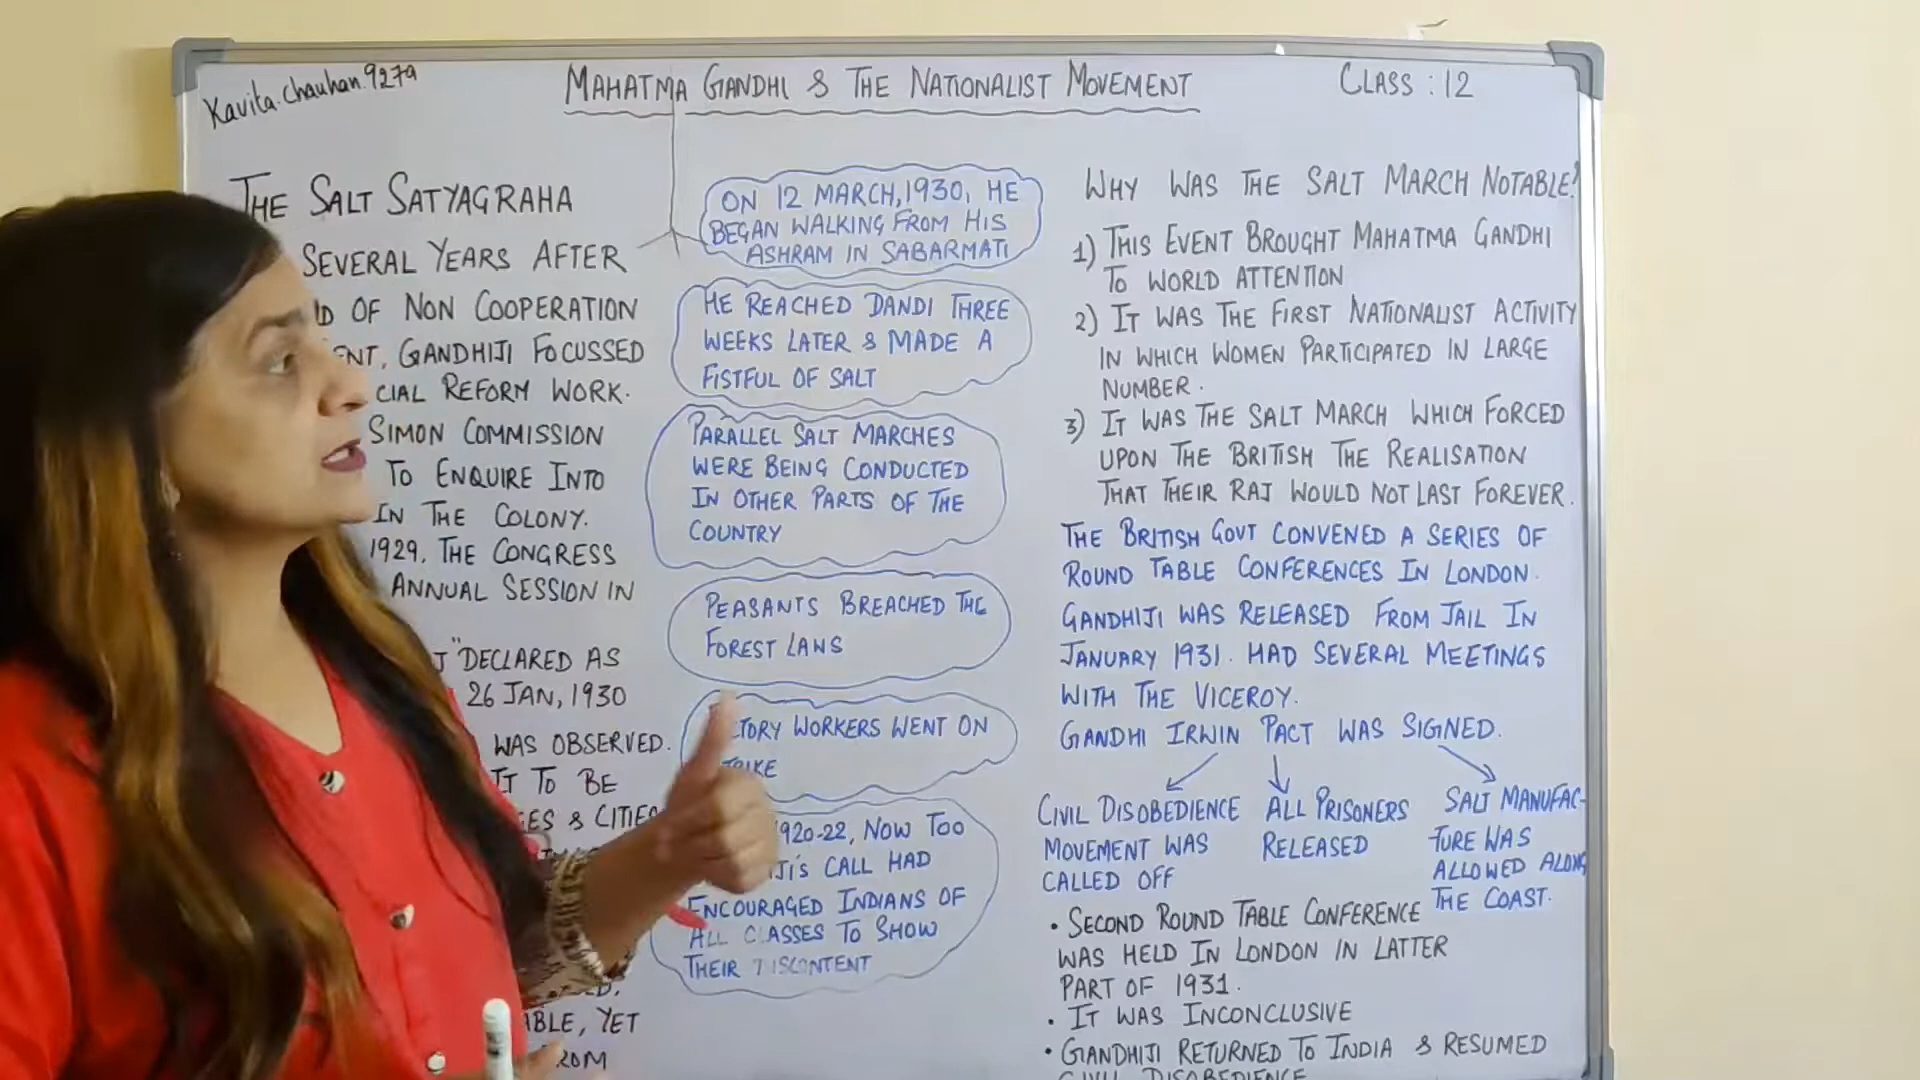 Kavita.chauhan.9279
MAHATMA GANDHI & THE NATIONALIST MOVEMENT
CLASS : 12
THE SALT SATYAGRAHA
SEVERAL YEARS AFTER
OF NON COOPERATION
GANDHIJI FOCUSSED
REFORM WORK.
SIMON COMMISSION
TO ENQUIRE INTO
IN THE COLONY.
1929, THE CONGRESS
ANNUAL SESSION IN
DECLARED AS
26 JAN, 1930
WAS OBSERVED.
IT TO BE
& CITIES
YET
ON 12 MARCH, 1930, HE
BEGAN WALKING FROM HIS
ASHRAM IN SABARMATI
HE REACHED DANDI THREE
WEEKS LATER & MADE A
FISTFUL OF SALT
PARALLEL SALT MARCHES
WERE BEING CONDUCTED
IN OTHER PARTS OF THE
COUNTRY
PEASANTS BREACHED THE
FOREST LAWS
WORKERS WENT ON
1920-22, NOW TOO
CALL HAD
ENCOURAGED INDIANS OF
ALL CLASSES TO SHOW
THEIR DISCONTENT
WHY WAS THE SALT MARCH NOTABLE?
1) THIS EVENT BROUGHT MAHATMA GANDHI
TO WORLD ATTENTION
2) IT WAS THE FIRST NATIONALIST ACTIVITY
IN WHICH WOMEN PARTICIPATED IN LARGE
NUMBER.
3) IT WAS THE SALT MARCH WHICH FORCED
UPON THE BRITISH THE REALISATION
THAT THEIR RAJ WOULD NOT LAST FOREVER.
THE BRITISH GOVT CONVENED A SERIES OF
ROUND TABLE CONFERENCES IN LONDON.
GANDHIJI WAS RELEASED FROM JAIL IN
JANUARY 1931. HAD SEVERAL MEETINGS
WITH THE VICEROY.
GANDHI IRWIN PACT WAS SIGNED.
CIVIL DISOBEDIENCE
MOVEMENT WAS
CALLED OFF
ALL PRISONERS
RELEASED
SALT MANUFAC-
TURE WAS
ALLOWED ALONG
THE COAST.
• SECOND ROUND TABLE CONFERENCE
WAS HELD IN LONDON IN LATTER
PART OF 1931.
• IT WAS INCONCLUSIVE
• GANDHIJI RETURNED TO INDIA & RESUMED
CIVIL DISOBEDIENCE